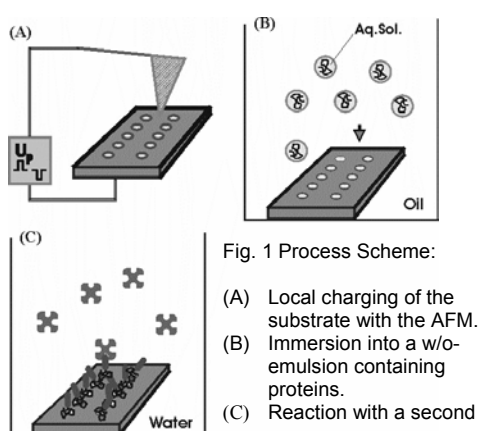 (A)
U
p
(B)
Aq.Sol.
Oil
(C)
Water
Fig. 1 Process Scheme:
(A) Local charging of the
substrate with the AFM.
(B) Immersion into a w/o-
emulsion containing
proteins.
(C) Reaction with a second